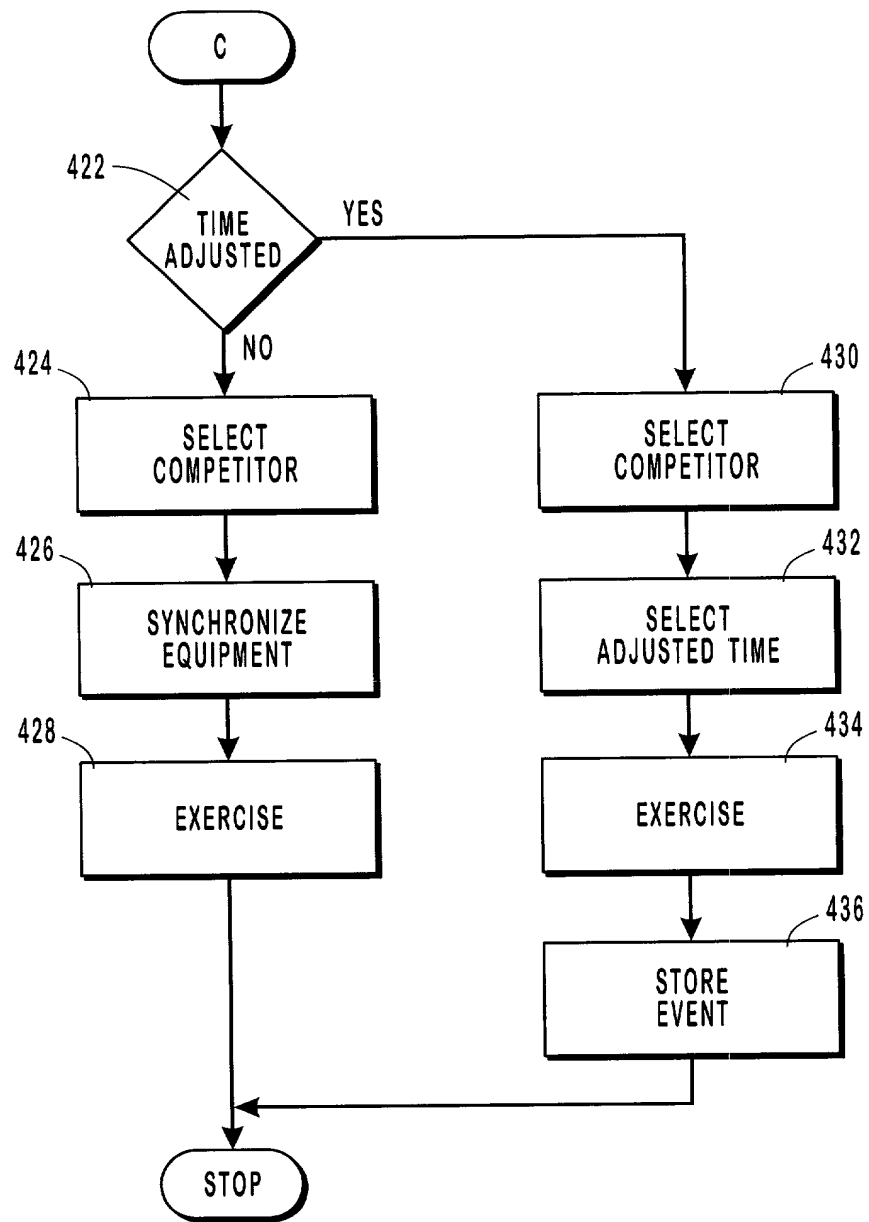 C
422
TIME
ADJUSTED
YES
NO
424
SELECT
COMPETITOR
426
SYNCHRONIZE
EQUIPMENT
428
EXERCISE
430
SELECT
COMPETITOR
432
SELECT
ADJUSTED TIME
434
EXERCISE
436
STORE
EVENT
STOP